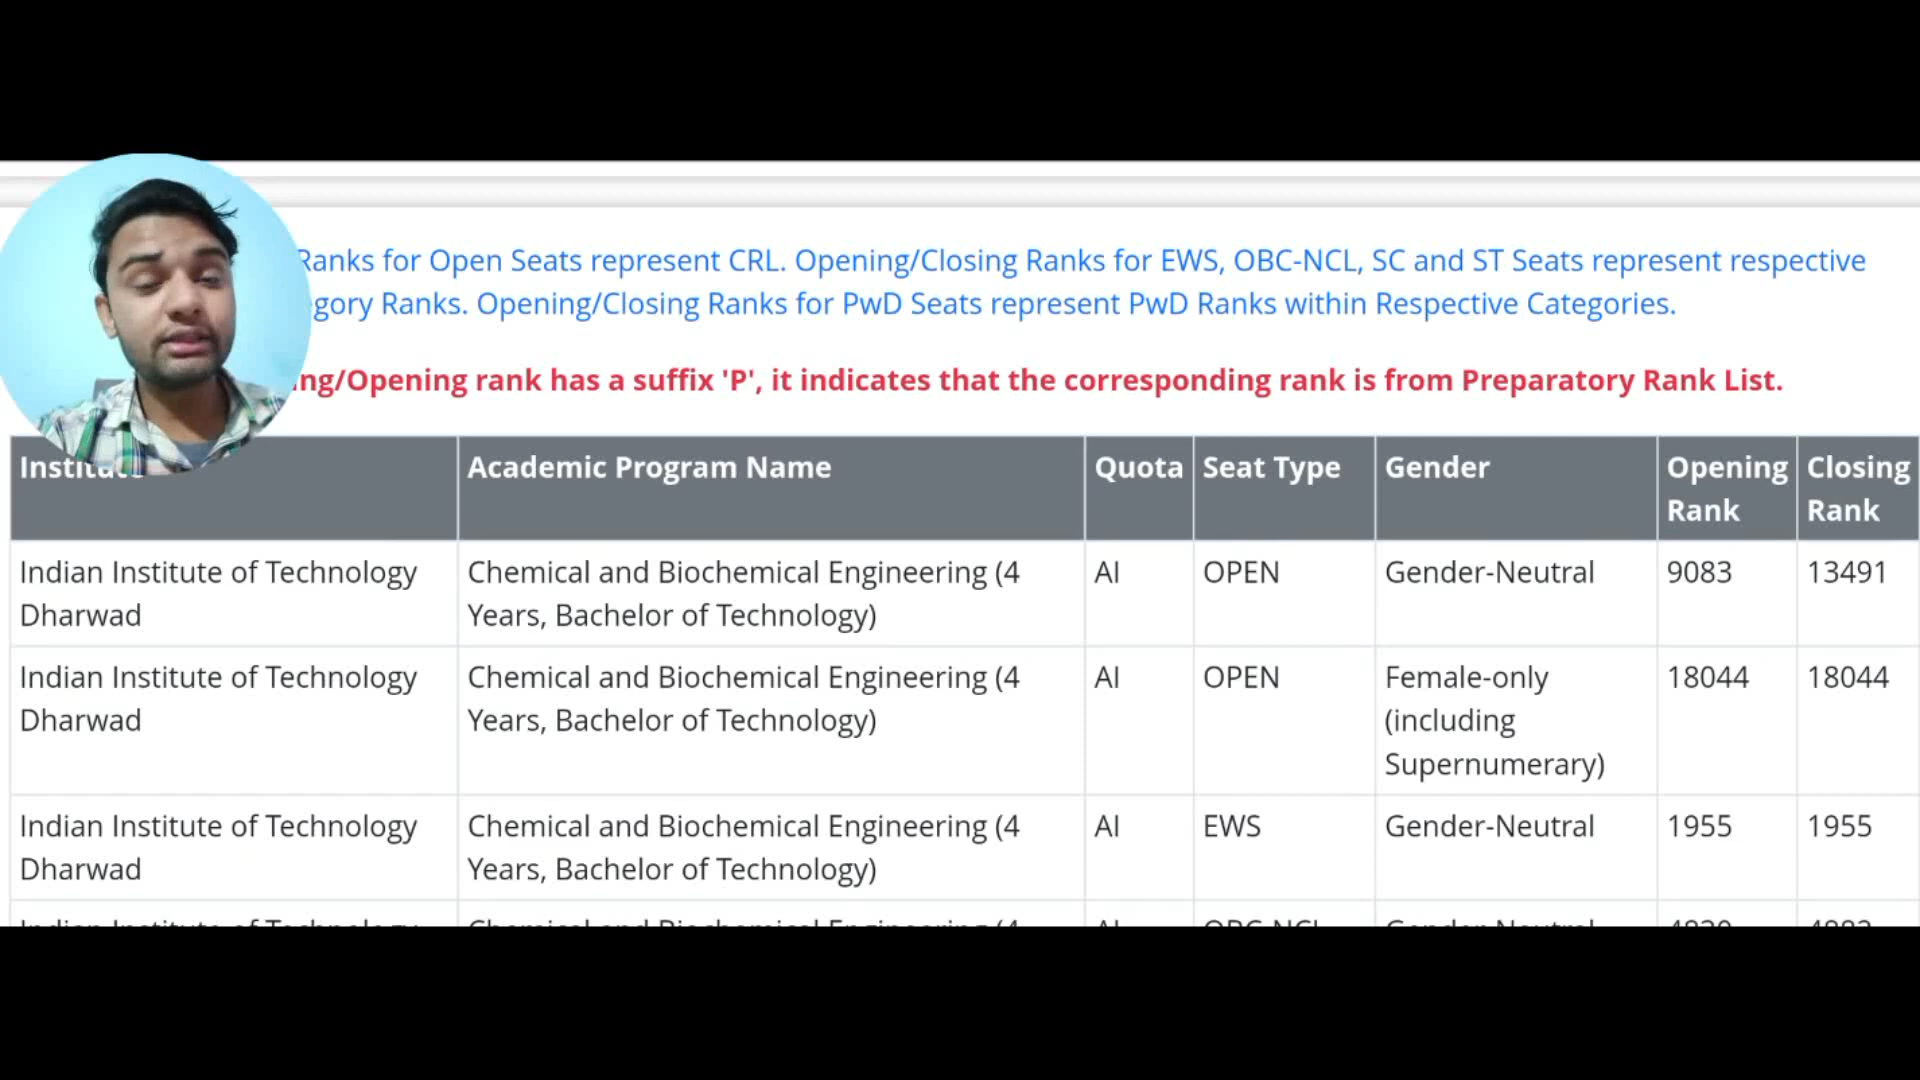 Ranks for Open Seats represent CRL. Opening/Closing Ranks for EWS, OBC-NCL, SC and ST Seats represent respective
Ranks. Opening/Closing Ranks for PwD Seats represent PwD Ranks within Respective Categories.
rank has a suffix 'P', it indicates that the corresponding rank is from Preparatory Rank List.
Academic Program Name Quota Seat Type Gender Opening Closing
Rank Rank
Indian Institute of Technology Chemical and Biochemical Engineering (4 AI OPEN Gender-Neutral 9083 13491
Dharwad Years, Bachelor of Technology)
Indian Institute of Technology Chemical and Biochemical Engineering (4 AI OPEN Female-only 18044 18044
Dharwad Years, Bachelor of Technology) (including
Supernumerary)
Indian Institute of Technology Chemical and Biochemical Engineering (4 AI EWS Gender-Neutral 1955 1955
Dharwad Years, Bachelor of Technology)